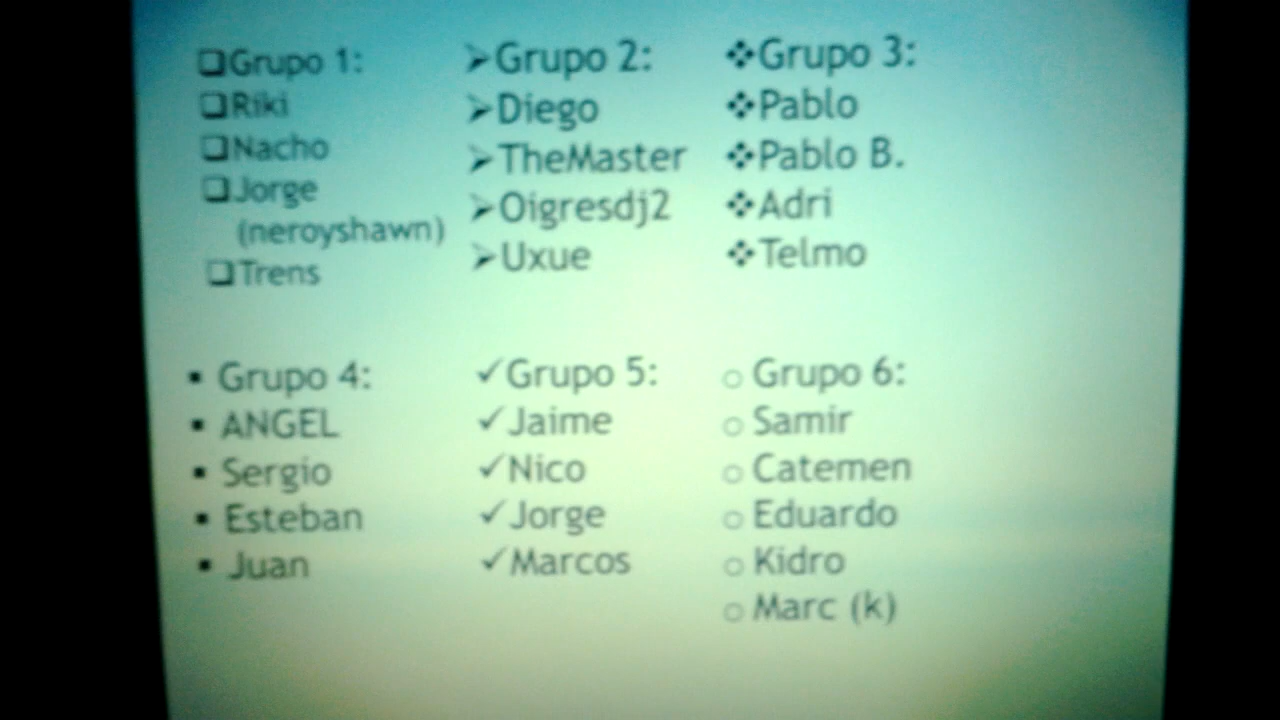 Grupo 1:
Riki
Nacho
Jorge
(neroyshawn)
Trens
Grupo 2:
Diego
TheMaster
Oigresdj2
Uxue
Grupo 3:
Pablo
Pablo B.
Adri
Telmo
Grupo 4:
ANGEL
Sergio
Esteban
Juan
Grupo 5:
Jaime
Nico
Jorge
Marcos
Grupo 6:
Samir
Catemen
Eduardo
Kidro
Marc (k)